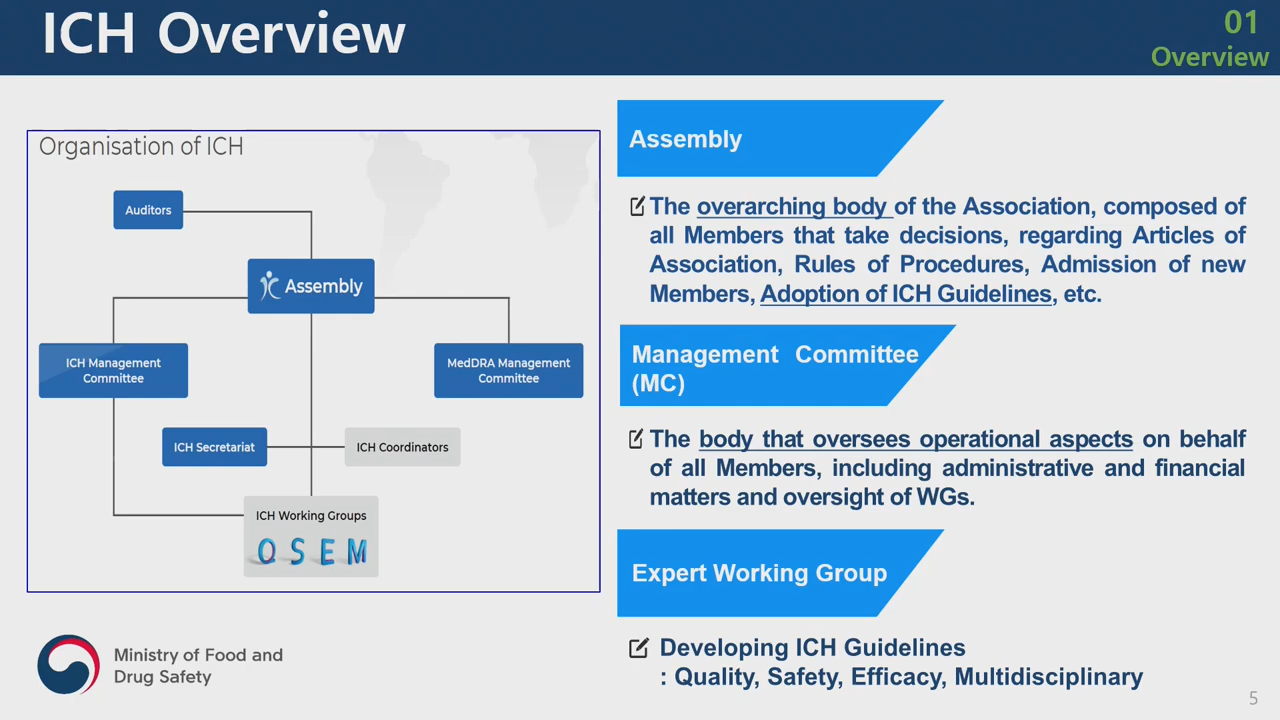 ICH Overview
01
Overview
Organisation of ICH
Auditors
Assembly
ICH Management
Committee
MedDRA Management
Committee
ICH Secretariat
ICH Coordinators
ICH Working Groups
Q S E M
Ministry of Food and
Drug Safety
Assembly
The overarching body of the Association, composed of
all Members that take decisions, regarding Articles of
Association, Rules of Procedures, Admission of new
Members, Adoption of ICH Guidelines, etc.
Management Committee
(MC)
The body that oversees operational aspects on behalf
of all Members, including administrative and financial
matters and oversight of WGs.
Expert Working Group
Developing ICH Guidelines
: Quality, Safety, Efficacy, Multidisciplinary
5